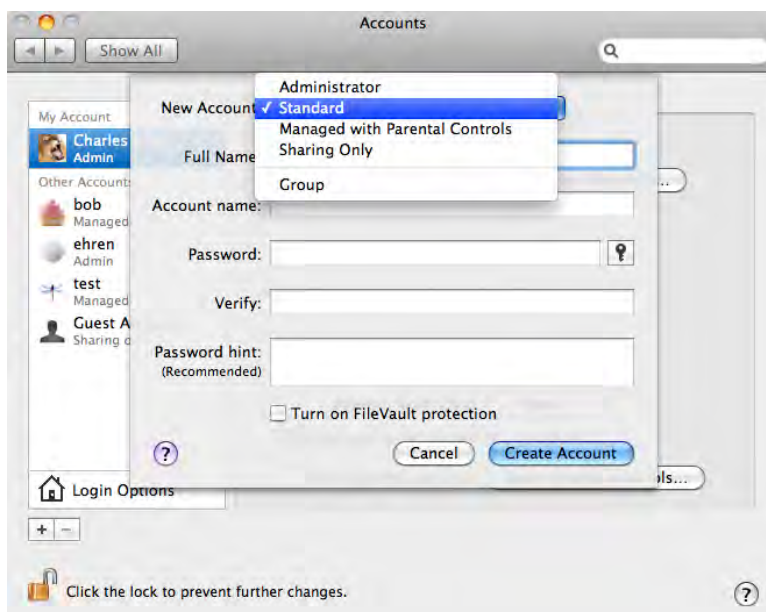 Accounts
Show All
Administrator
New Account
✓ Standard
Managed with Parental Controls
Sharing Only
Group
My Account
Charles
Admin
Other Accounts
bob
Managed
ehren
Admin
test
Managed
Guest A
Sharing o
Full Name
Account name:
Password:
Verify:
Password hint:
(Recommended)
Turn on FileVault protection
?
Cancel
Create Account
...
ols...
Login Options
+ −
Click the lock to prevent further changes.
?